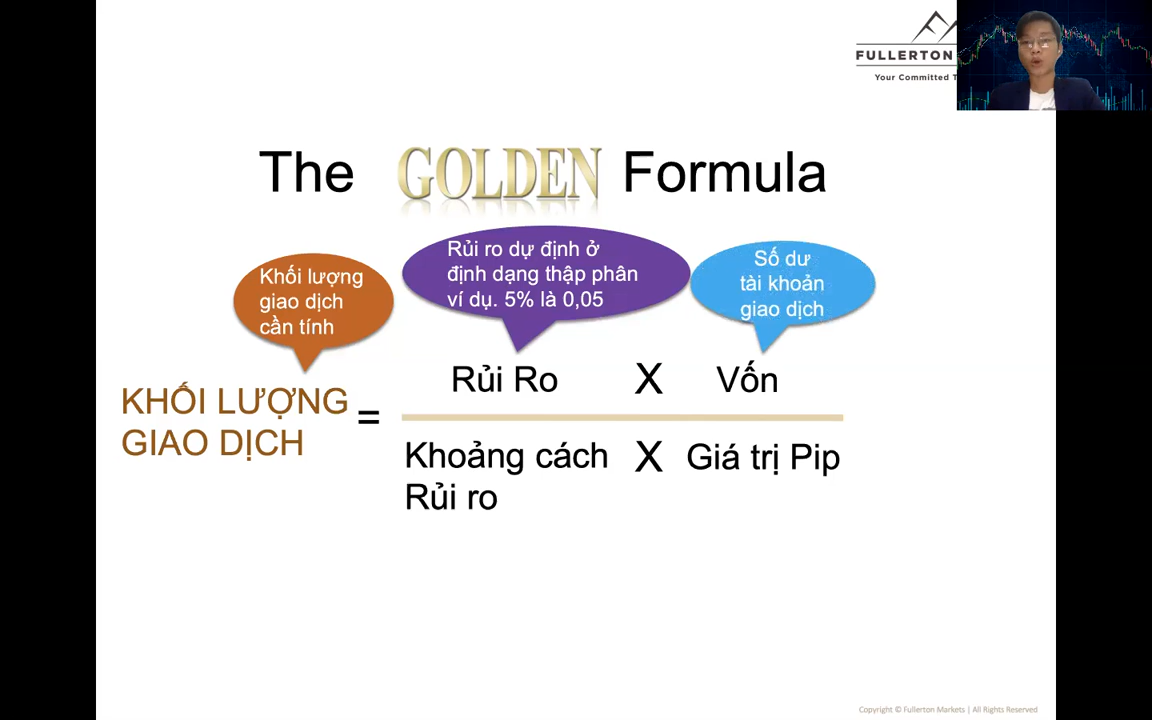 FULLERTON
Your Committed
The GOLDEN Formula
Khối lượng
giao dịch
cần tính
Rủi ro dự định ở
định dạng thập phân
ví dụ. 5% là 0,05
Số dư
tài khoản
giao dịch
KHỐI LƯỢNG
GIAO DỊCH
=
Rủi Ro X Vốn
Khoảng cách X Giá trị Pip
Rủi ro
Copyright © Fullerton Markets | All Rights Reserved